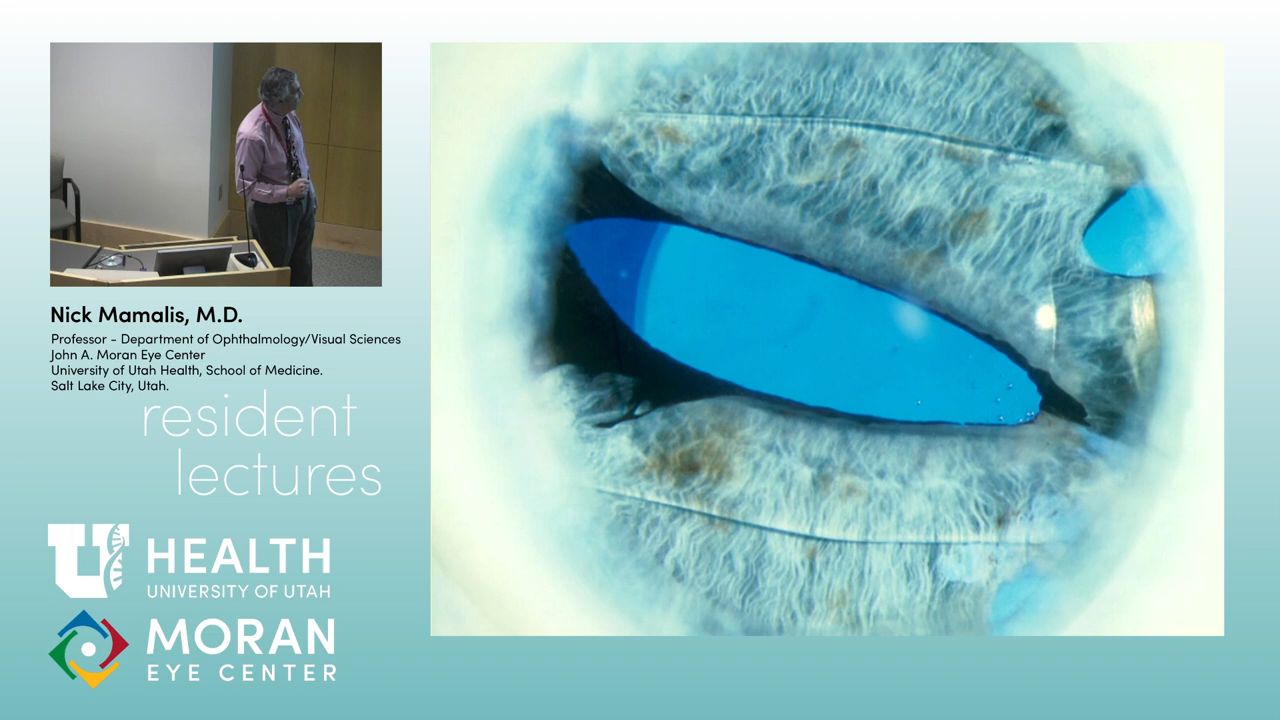 Nick Mamalis, M.D.
Professor - Department of Ophthalmology/Visual Sciences
John A. Moran Eye Center
University of Utah Health, School of Medicine.
Salt Lake City, Utah.
resident
lectures
U HEALTH
UNIVERSITY OF UTAH
MORAN
EYE CENTER